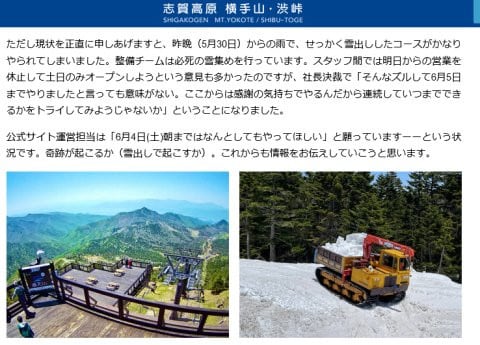 志賀高原 横手山・渋峠
SHIGAKOGEN MT.YOKOTE / SHIBU-TOGE
ただし現状を正直に申しあげますと、昨晩（5月30日）からの雨で、せっかく雪出ししたコースがかなり
やられてしまいました。整備チームは必死の雪集めを行っています。スタッフ間では明日からの営業を
休止して土日のみオープンしようという意見も多かったのですが、社長決裁で「そんなズルして6月5日
までやりましたと言っても意味がない。ここからは感謝の気持ちでやるんだから連続していつまでできる
るかをトライしてみようじゃないか」ということになりました。
公式サイト運営担当は「6月4日(土)朝まではなんとしてもやってほしい」と願っていますーーという状
況です。奇跡が起こるか（雪出しで起こすか）。これからも情報をお伝えしていこうと思います。